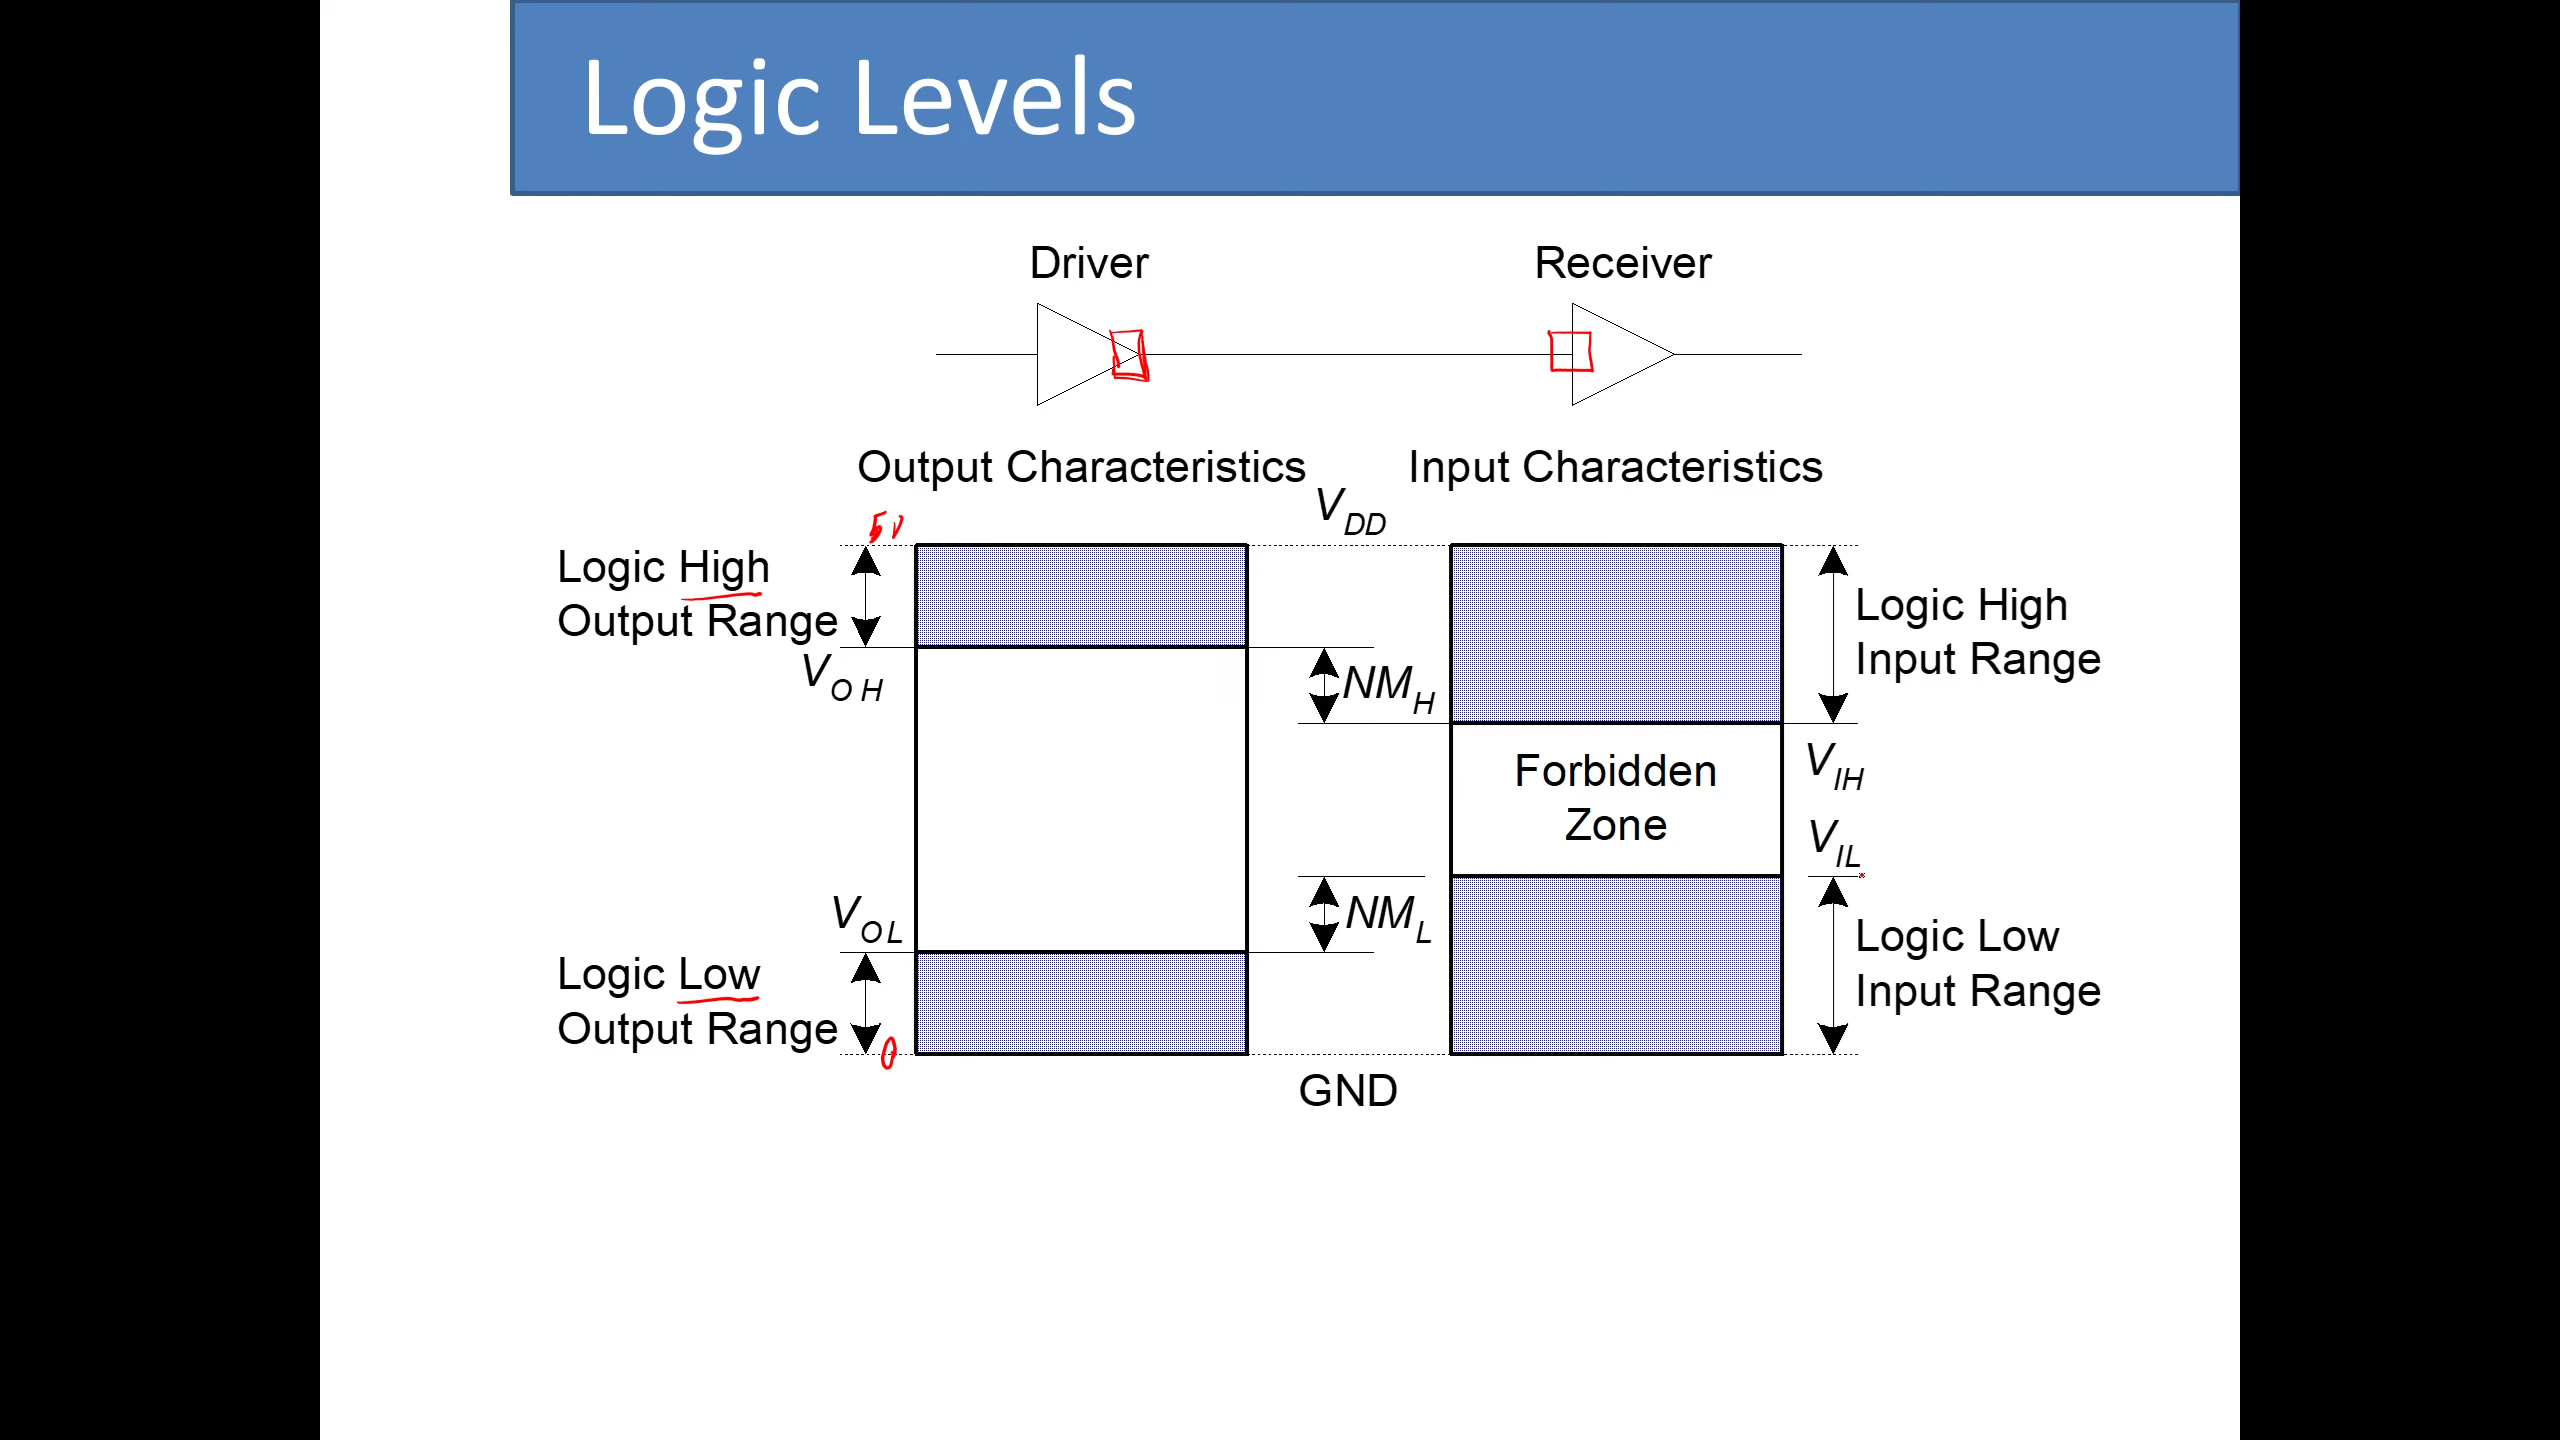 Logic Levels
Driver
Receiver
Output Characteristics
Input Characteristics
5V
VDD
Logic High
Output Range
VOH
NMH
Logic High
Input Range
Forbidden
Zone
VIH
VIL
VOL
NML
Logic Low
Output Range
0
Logic Low
Input Range
GND